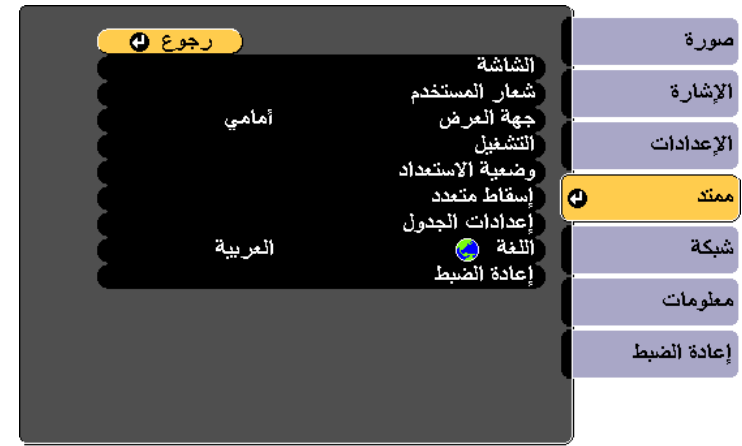 صورة
الإشارة
الإعدادات
ممتد
شبكة
معلومات
إعادة الضبط
رجوع
الشاشة
شعار المستخدم
جهة العرض أمامي
التشغيل
وضعية الاستعداد
إسقاط متعدد
إعدادات الجدول
اللغة العربية
إعادة الضبط